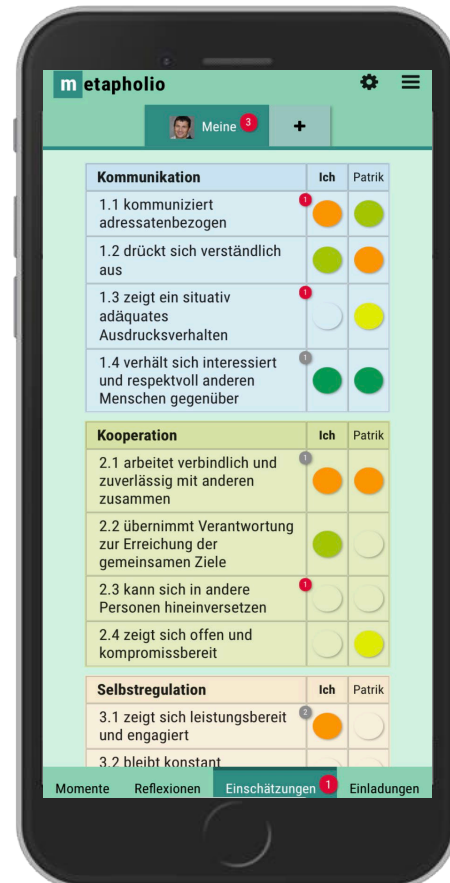 metapholio
Meine 3 +
Kommunikation Ich Patrik
1.1 kommuniziert 1
adressatenbezogen
1.2 drückt sich verständlich
aus
1.3 zeigt ein situativ 1
adäquates
Ausdrucksverhalten
1.4 verhält sich interessiert 1
und respektvoll anderen
Menschen gegenüber
Kooperation Ich Patrik
2.1 arbeitet verbindlich und 1
zuverlässig mit anderen
zusammen
2.2 übernimmt Verantwortung
zur Erreichung der
gemeinsamen Ziele
2.3 kann sich in andere 1
Personen hineinversetzen
2.4 zeigt sich offen und
kompromissbereit
Selbstregulation Ich Patrik
3.1 zeigt sich leistungsbereit 2
und engagiert
3.2 bleibt konstant
Momente Reflexionen Einschätzungen 1 Einladungen